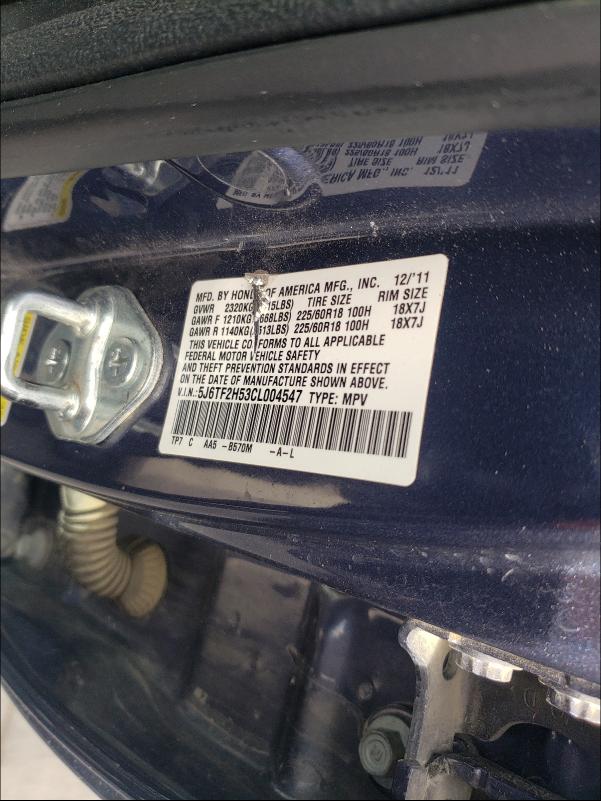 MFD. BY HONDA OF AMERICA MFG., INC. 12/'11
GVWR 2320KG 15LBS) TIRE SIZE RIM SIZE
GAWR F 1210KG 668LBS) 225/60R18 100H 18X7J
GAWR R 1140KG 513LBS) 225/60R18 100H 18X7J
THIS VEHICLE CONFORMS TO ALL APPLICABLE
FEDERAL MOTOR VEHICLE SAFETY
AND THEFT PREVENTION STANDARDS IN EFFECT
ON THE DATE OF MANUFACTURE SHOWN ABOVE.
V.I.N.: 5J6TF2H53CL004547 TYPE: MPV
TP7 C AA5 -B570M -A-L